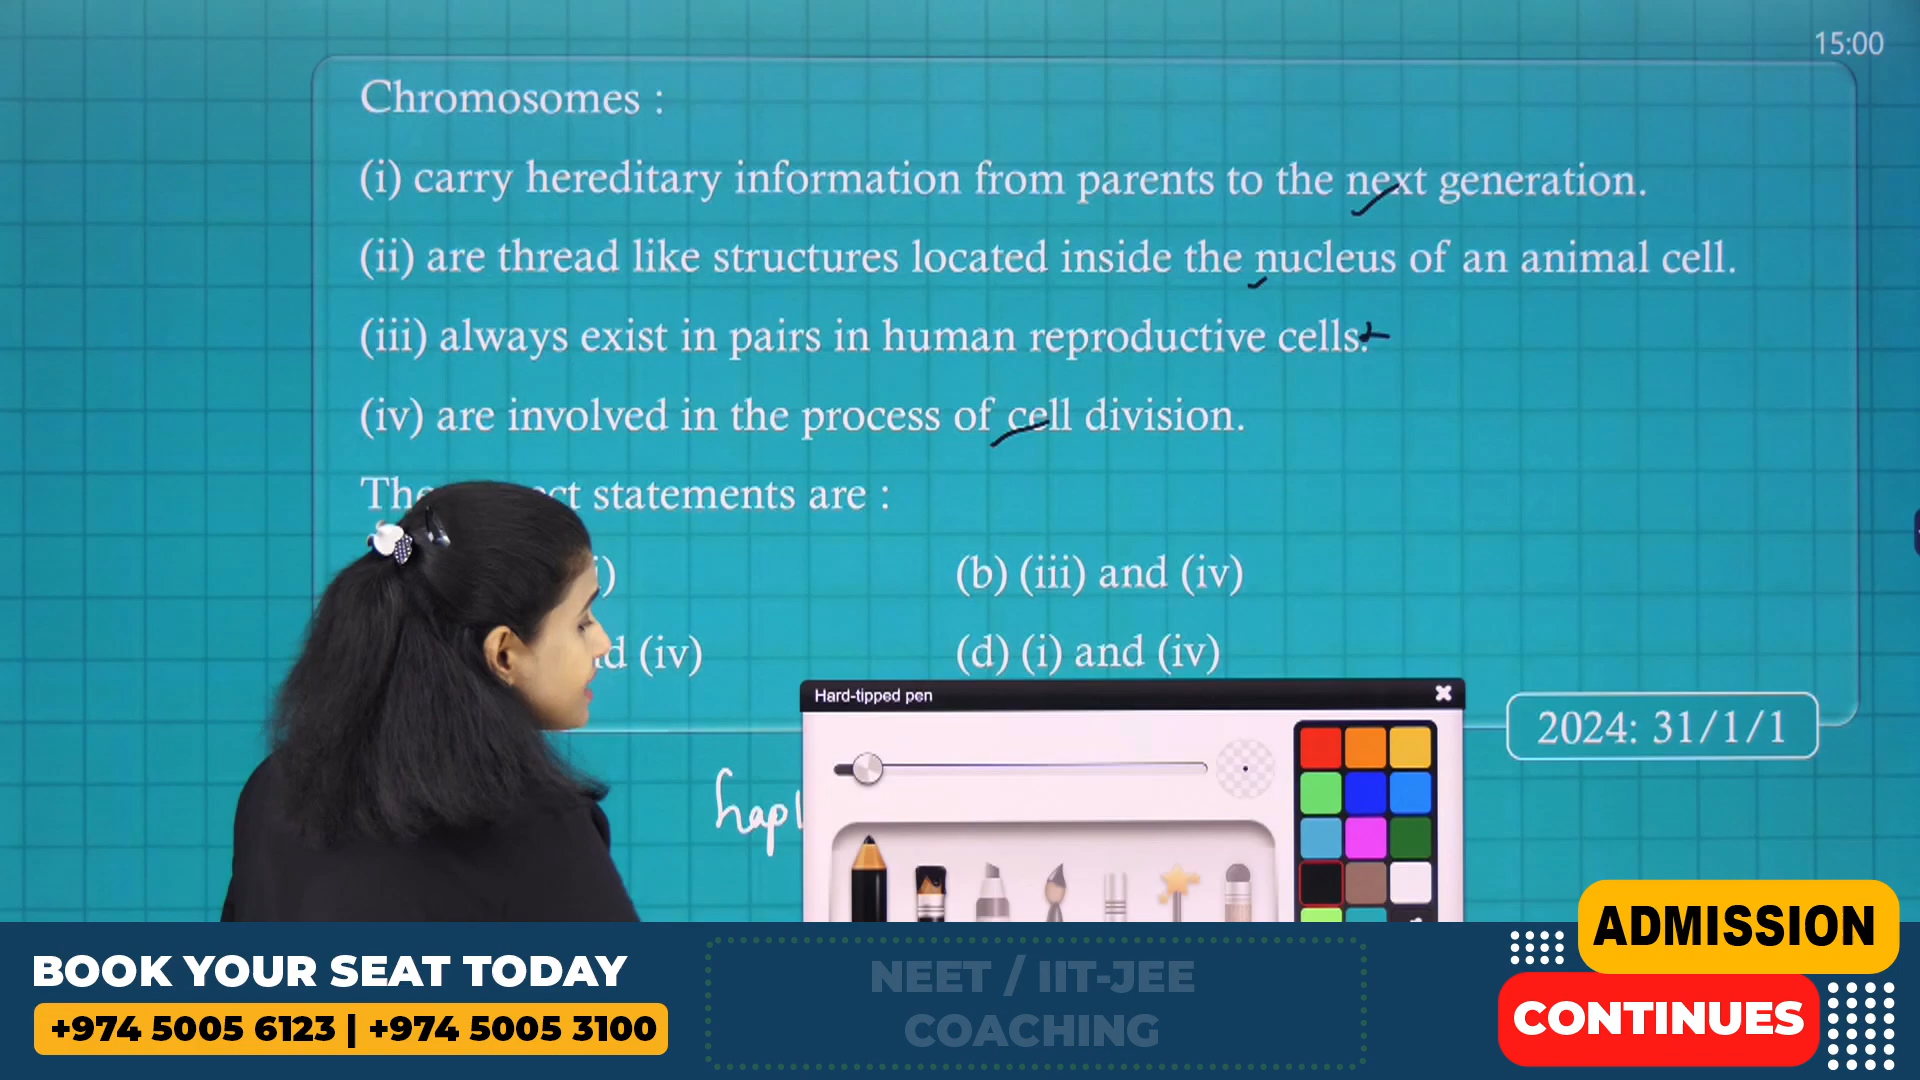 15:00
Chromosomes :
(i) carry hereditary information from parents to the next generation.
(ii) are thread like structures located inside the nucleus of an animal cell.
(iii) always exist in pairs in human reproductive cells.
(iv) are involved in the process of cell division.
statements are :
(b) (iii) and (iv)
(iv)
(d) (i) and (iv)
Hard-tipped pen
2024: 31/1/1
hapl
BOOK YOUR SEAT TODAY
+974 5005 6123 | +974 5005 3100
NEET / IIT-JEE
COACHING
ADMISSION
CONTINUES